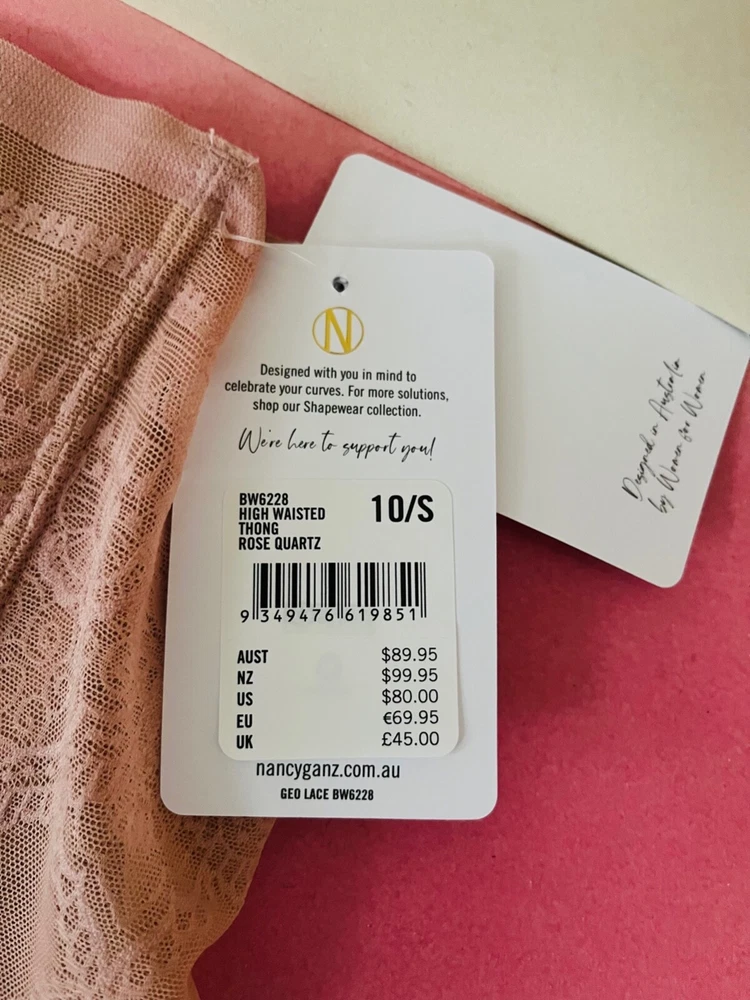 N
Designed with you in mind to
celebrate your curves. For more solutions,
shop our Shapewear collection.
We're here to support you!
BW6228
HIGH WAISTED
THONG
ROSE QUARTZ
10/S
9 349476 619851
AUST $89.95
NZ $99.95
US $80.00
EU €69.95
UK £45.00
nancyganz.com.au
GEO LACE BW6228
Designed in Australia
by Women for Women